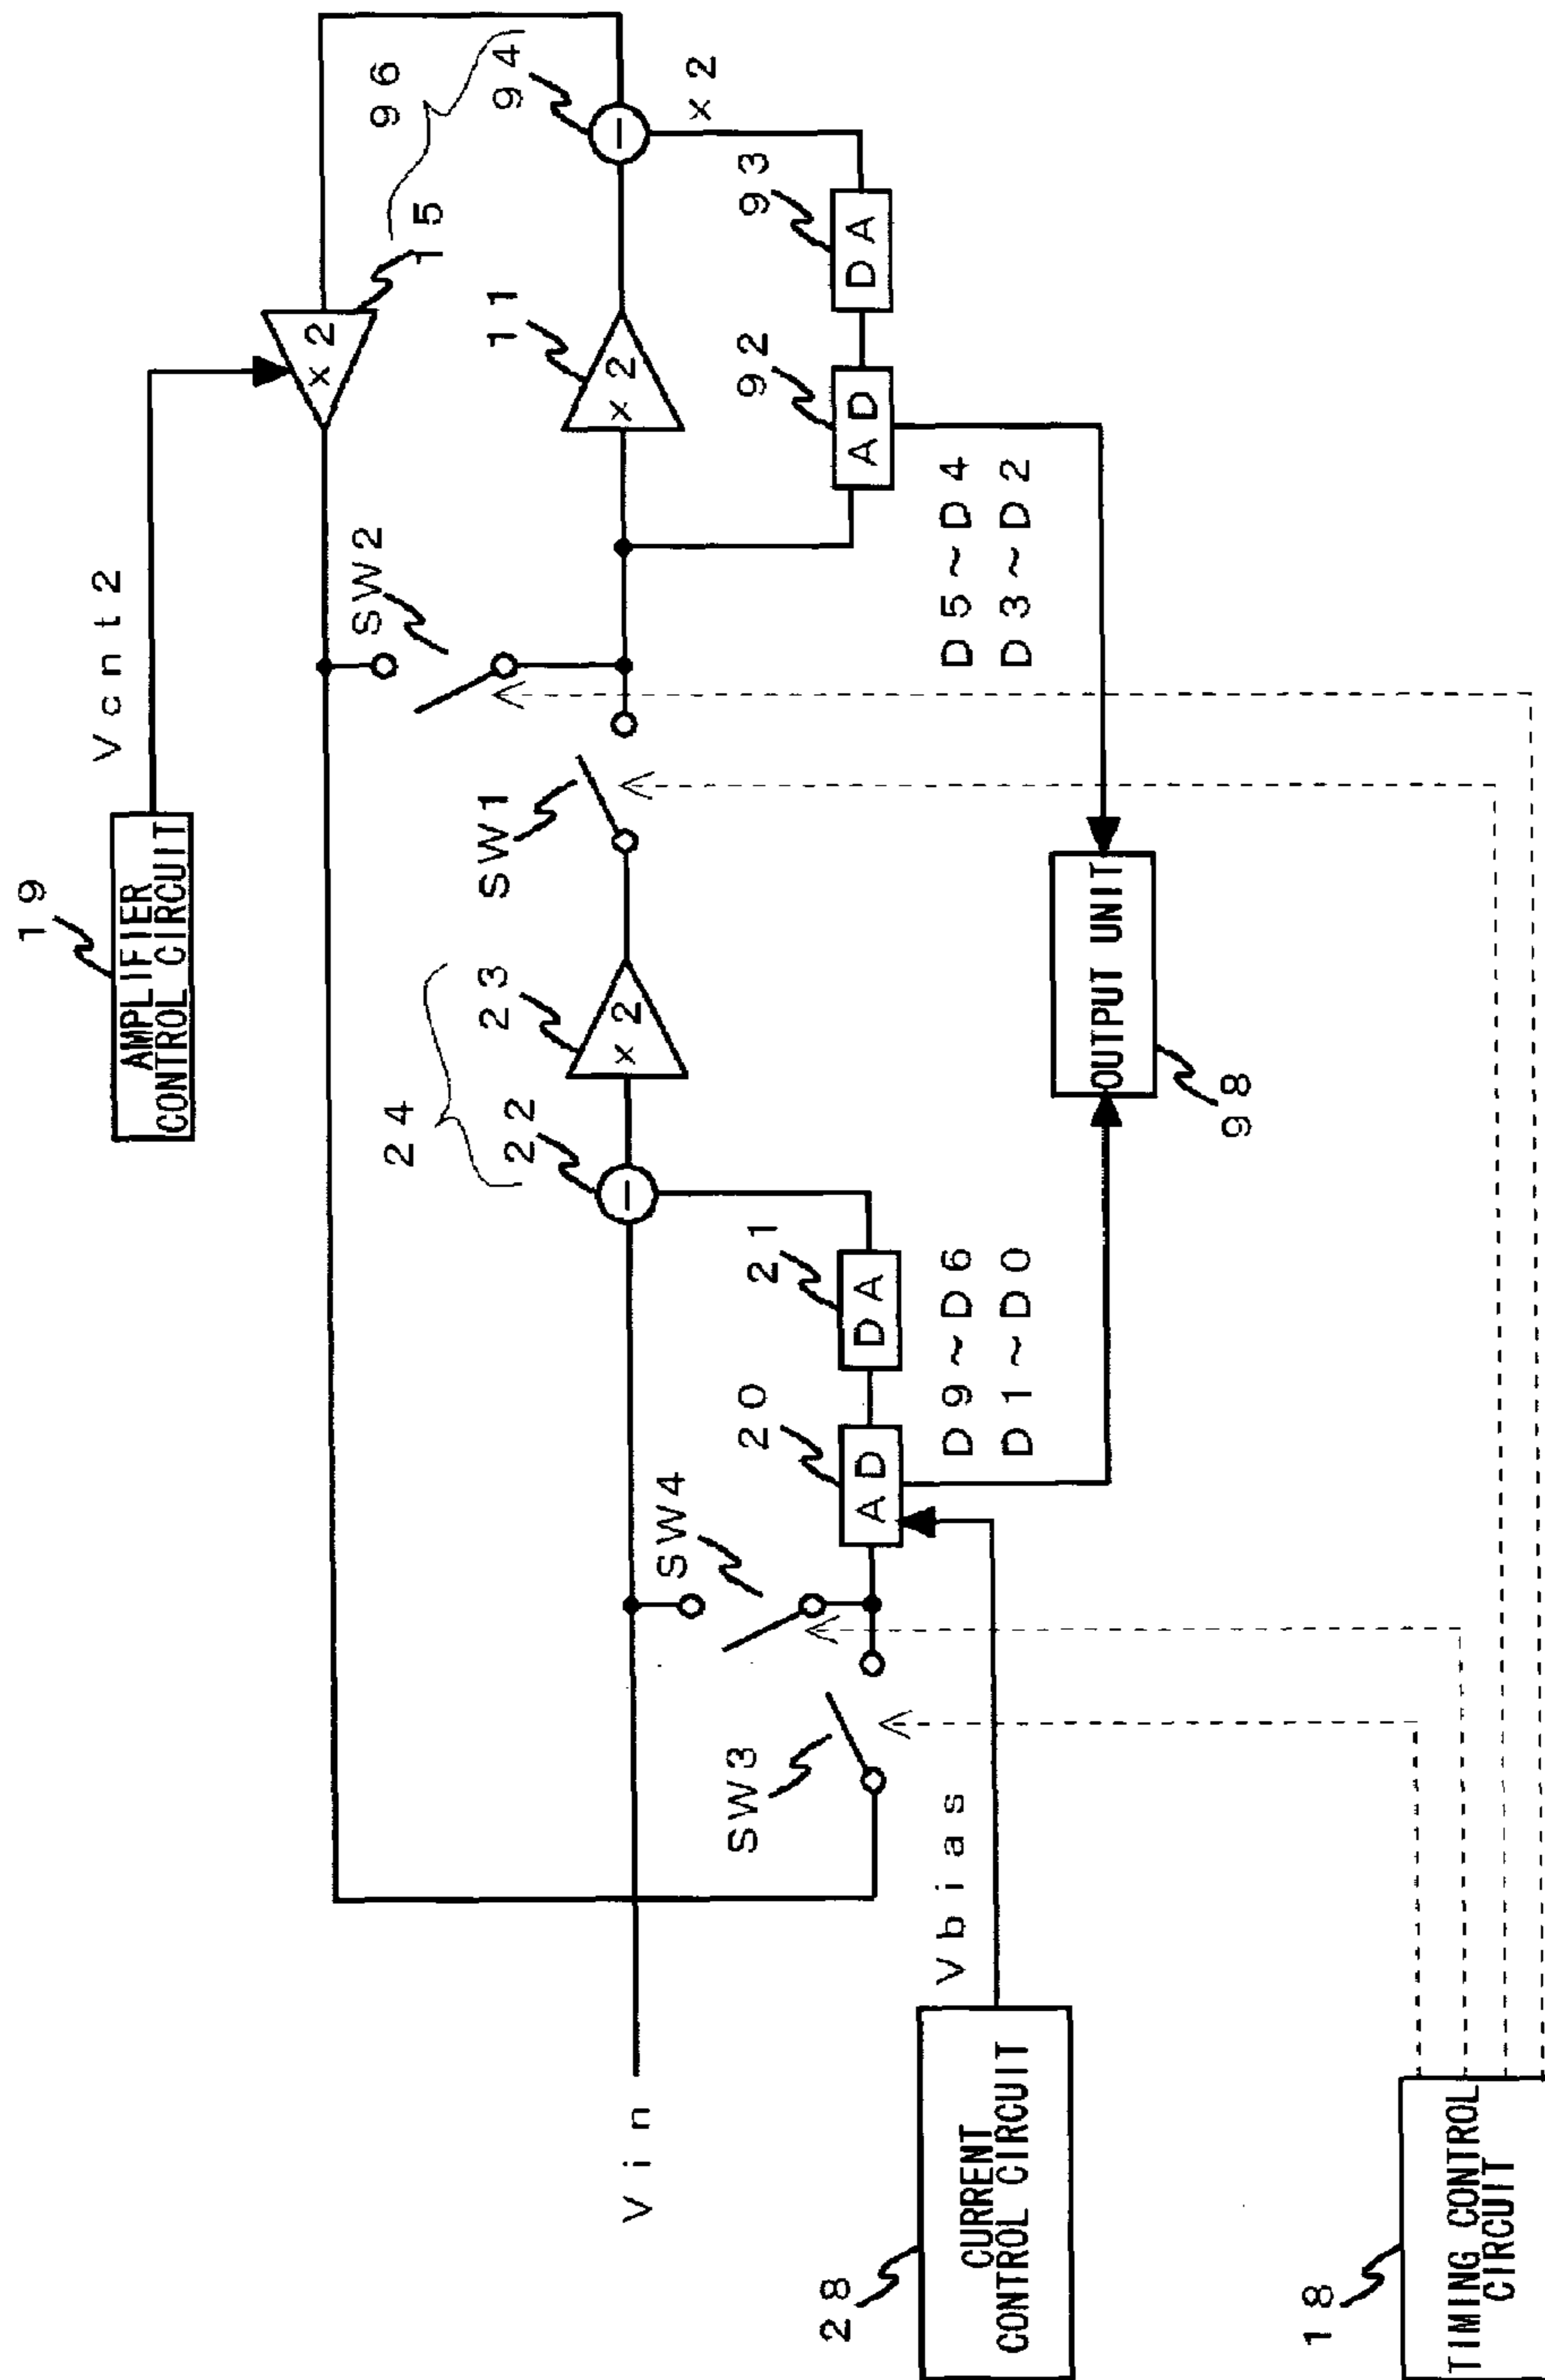 19
AMPLIFIER
CONTROL CIRCUIT
Vcnt2
×2
15
96
94
×2
SW2
11
×2
24
22
23
×2
SW1
93
DA
92
AD
D5~D4
D3~D2
Vin
SW4
SW3
20
AD
21
DA
D9~D6
D1~D0
Vbias
28
CURRENT
CONTROL CIRCUIT
OUTPUT UNIT
98
18
TIMING CONTROL
CIRCUIT